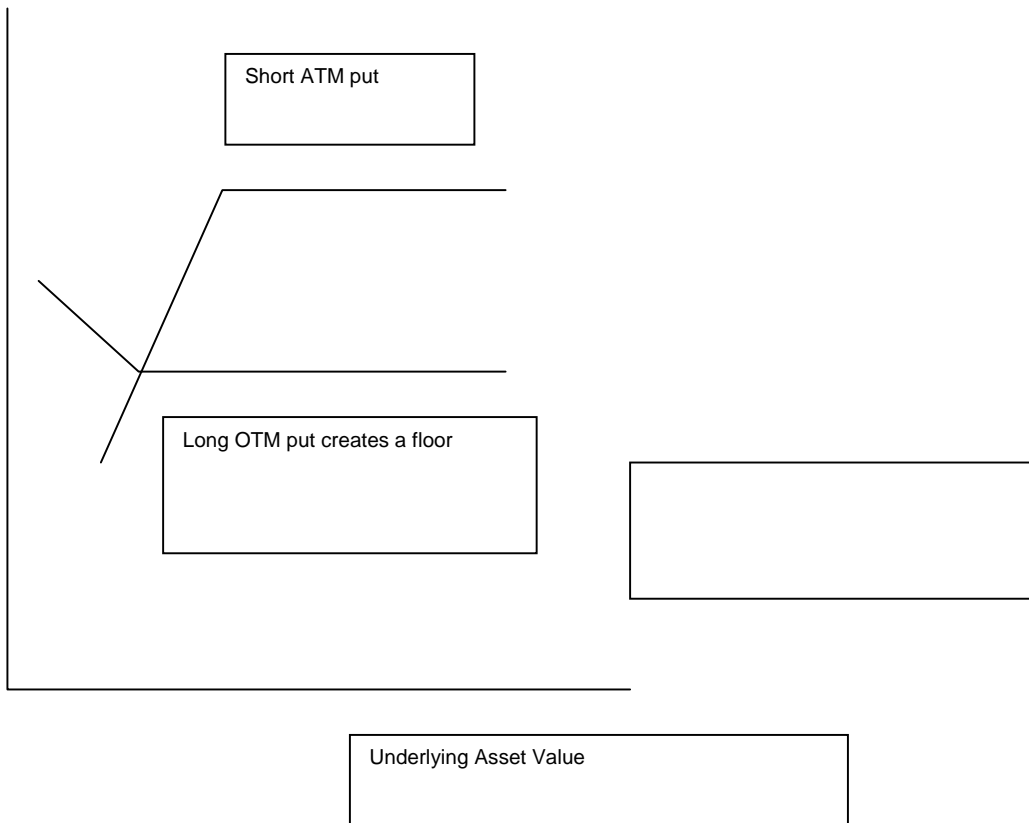 Short ATM put
Long OTM put creates a floor
Underlying Asset Value